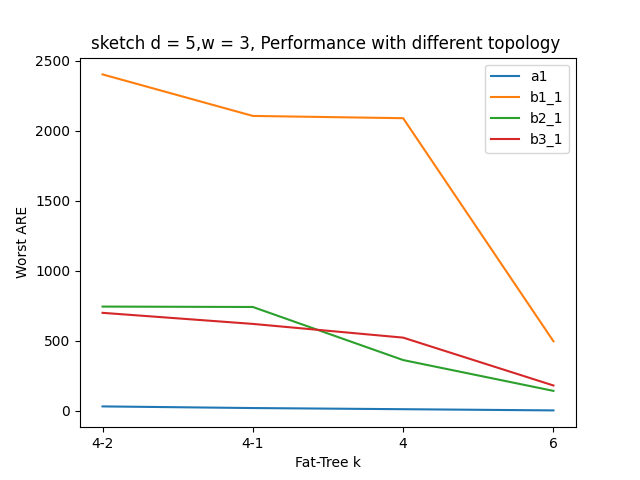 sketch d = 5,w = 3, Performance with different topology
2500
2000
1500
1000
500
0
Worst ARE
a1
b1_1
b2_1
b3_1
4-2
4-1
4
6
Fat-Tree k